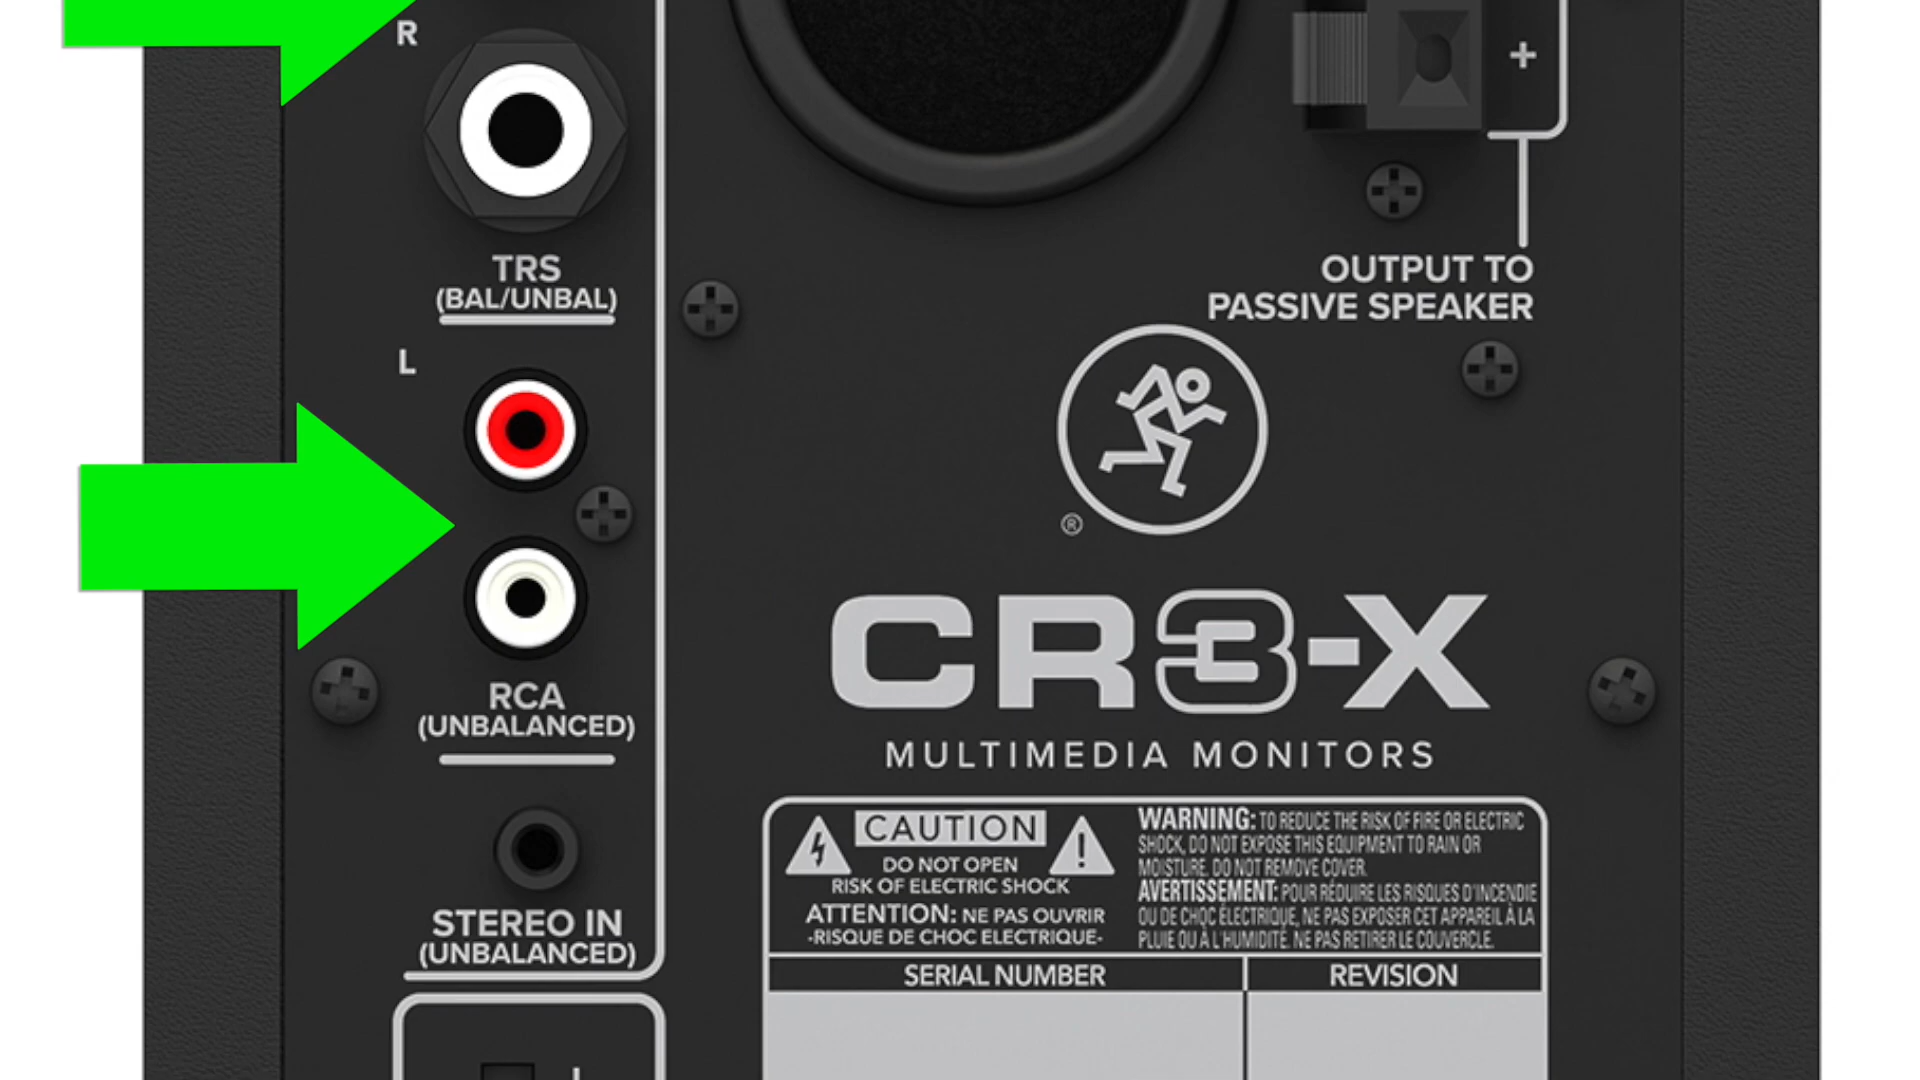 R
+
TRS
(BAL/UNBAL)
OUTPUT TO
PASSIVE SPEAKER
L
®
RCA
(UNBALANCED)
CR3-X
MULTIMEDIA MONITORS
STEREO IN
(UNBALANCED)
CAUTION
DO NOT OPEN
RISK OF ELECTRIC SHOCK
ATTENTION: NE PAS OUVRIR
-RISQUE DE CHOC ELECTRIQUE-
WARNING: TO REDUCE THE RISK OF FIRE OR ELECTRIC
SHOCK, DO NOT EXPOSE THIS EQUIPMENT TO RAIN OR
MOISTURE. DO NOT REMOVE COVER.
AVERTISSEMENT: POUR RÉDUIRE LES RISQUES D'INCENDIE
OU DE CHOC ÉLECTRIQUE, NE PAS EXPOSER CET APPAREIL À LA
PLUIE OU À L'HUMIDITÉ. NE PAS RETIRER LE COUVERCLE.
SERIAL NUMBER
REVISION